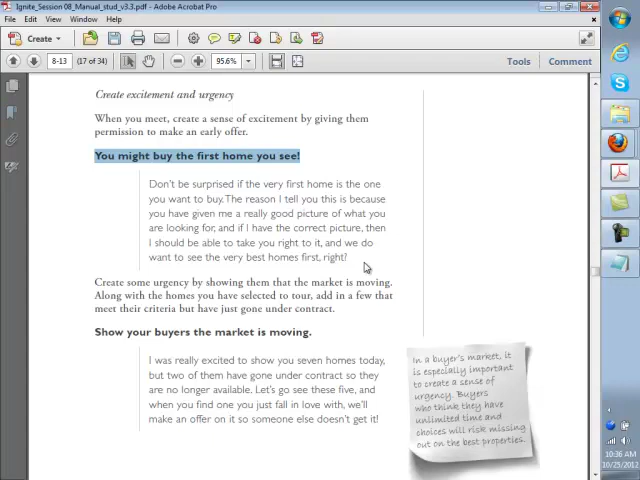 Ignite_Session 08_Manual_stud_v3.3.pdf - Adobe Acrobat Pro
File Edit View Window Help
Create
8-13 (17 of 34) 95.6%
Tools Comment
Create excitement and urgency
When you meet, create a sense of excitement by giving them
permission to make an early offer.
You might buy the first home you see!
Don't be surprised if the very first home is the one
you want to buy. The reason I tell you this is because
you have given me a really good picture of what you
are looking for, and if I have the correct picture, then
I should be able to take you right to it, and we do
want to see the very best homes first, right?
Create some urgency by showing them that the market is moving.
Along with the homes you have selected to tour, add in a few that
meet their criteria but have just gone under contract.
Show your buyers the market is moving.
I was really excited to show you seven homes today,
but two of them have gone under contract so they
are no longer available. Let's go see these five, and
when you find one you just fall in love with, we'll
make an offer on it so someone else doesn't get it!
In a buyer's market, it
is especially important
to create a sense of
urgency. Buyers
who think they have
unlimited time and
choices will risk missing
out on the best properties.
10:36 AM
10/25/2012